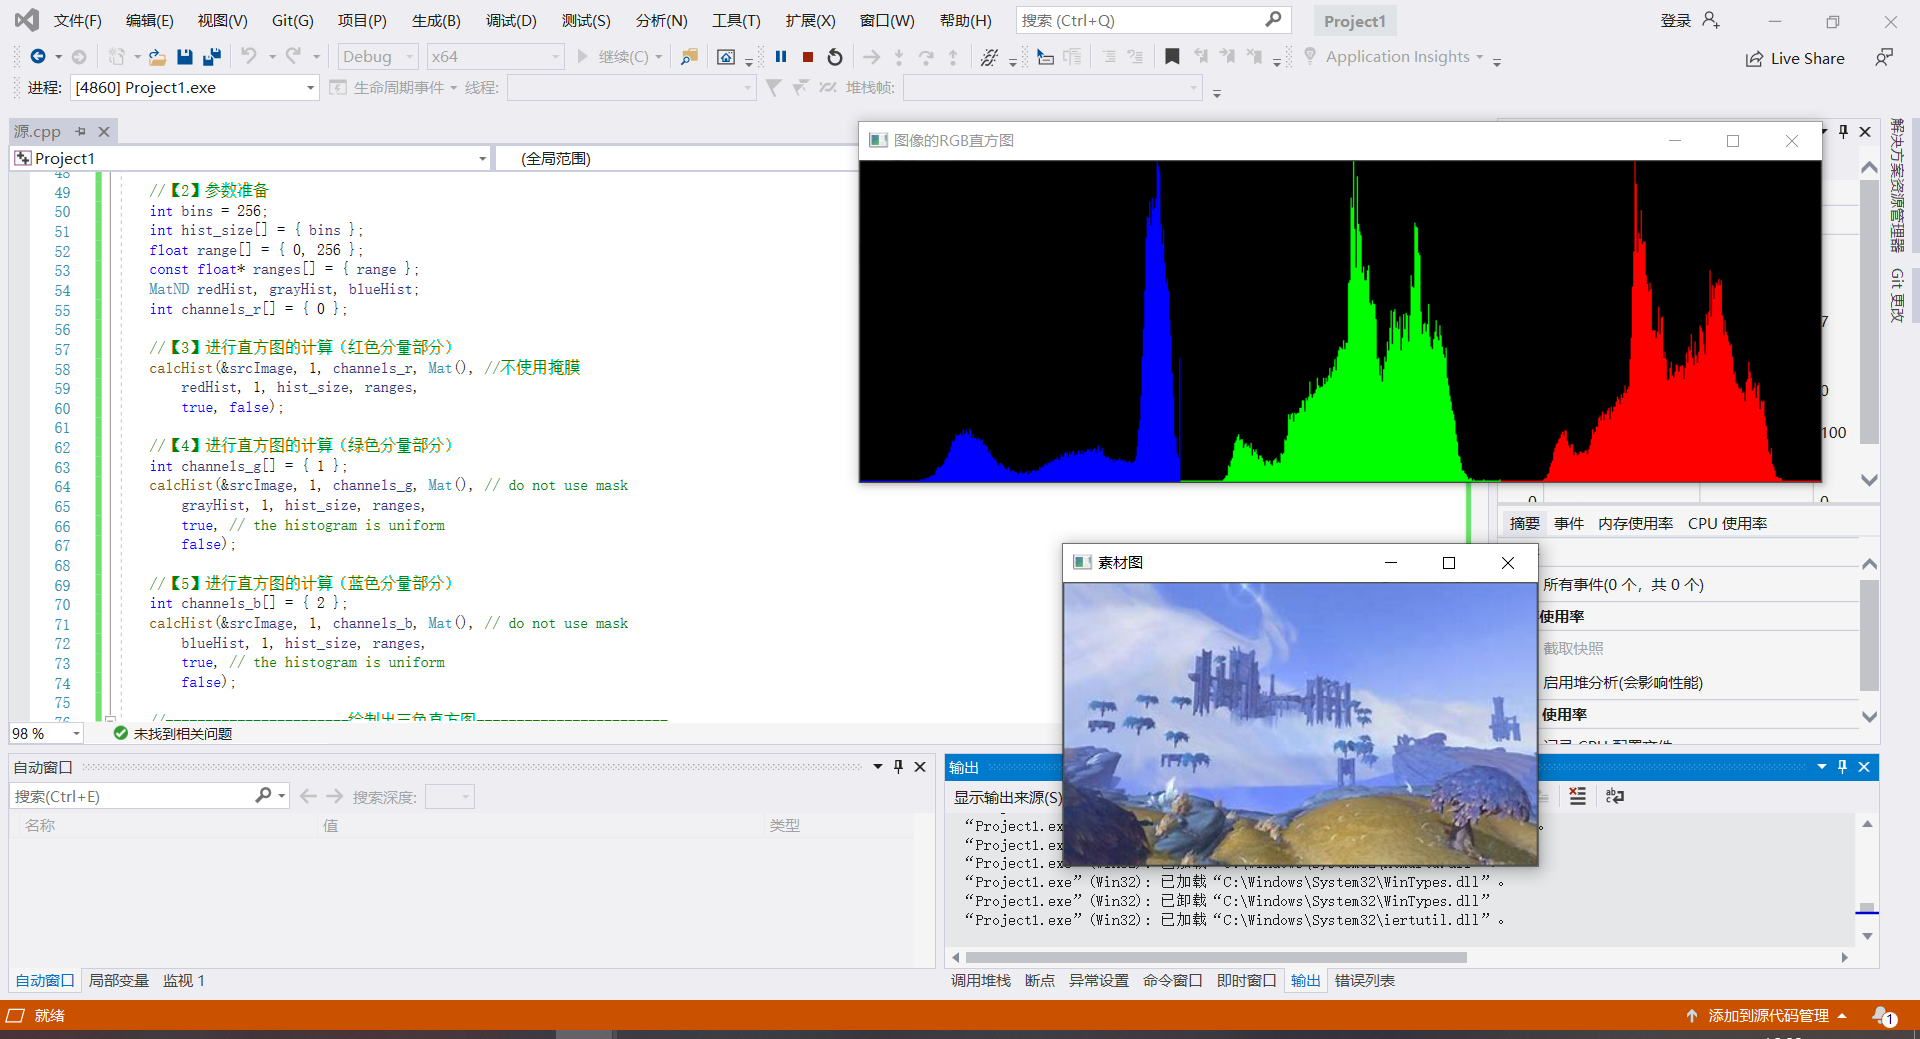 文件(F) 编辑(E) 视图(V) Git(G) 项目(P) 生成(B) 调试(D) 测试(S) 分析(N) 工具(T) 扩展(X) 窗口(W) 帮助(H) 搜索 (Ctrl+Q) Project1 登录
Debug x64 继续(C) Application Insights Live Share
进程: [4860] Project1.exe 生命周期事件 线程: 堆栈帧:
源.cpp
Project1 (全局范围)
48
49 //【2】参数准备
50 int bins = 256;
51 int hist_size[] = { bins };
52 float range[] = { 0, 256 };
53 const float* ranges[] = { range };
54 MatND redHist, grayHist, blueHist;
55 int channels_r[] = { 0 };
56
57 //【3】进行直方图的计算（红色分量部分）
58 calcHist(&srcImage, 1, channels_r, Mat(), //不使用掩膜
59 redHist, 1, hist_size, ranges,
60 true, false);
61
62 //【4】进行直方图的计算（绿色分量部分）
63 int channels_g[] = { 1 };
64 calcHist(&srcImage, 1, channels_g, Mat(), // do not use mask
65 grayHist, 1, hist_size, ranges,
66 true, // the histogram is uniform
67 false);
68
69 //【5】进行直方图的计算（蓝色分量部分）
70 int channels_b[] = { 2 };
71 calcHist(&srcImage, 1, channels_b, Mat(), // do not use mask
72 blueHist, 1, hist_size, ranges,
73 true, // the histogram is uniform
74 false);
75
76 //-----------------------绘制出三色直方图------------------------
98 % 未找到相关问题
图像的RGB直方图
7
0
100
0 0
解决方案资源管理器
Git 更改
摘要 事件 内存使用率 CPU 使用率
所有事件(0 个，共 0 个)
使用率
截取快照
启用堆分析(会影响性能)
使用率
记录 CPU 配置文件
素材图
自动窗口
搜索(Ctrl+E) 搜索深度:
名称 值 类型
自动窗口 局部变量 监视 1
输出
显示输出来源(S)
“Project1.ex 。
“Project1.ex
“Project1.exe
“Project1.exe”(Win32): 已加载“C:\Windows\System32\WinTypes.dll”。
“Project1.exe”(Win32): 已卸载“C:\Windows\System32\WinTypes.dll”
“Project1.exe”(Win32): 已加载“C:\Windows\System32\iertutil.dll”。
调用堆栈 断点 异常设置 命令窗口 即时窗口 输出 错误列表
就绪 添加到源代码管理 1